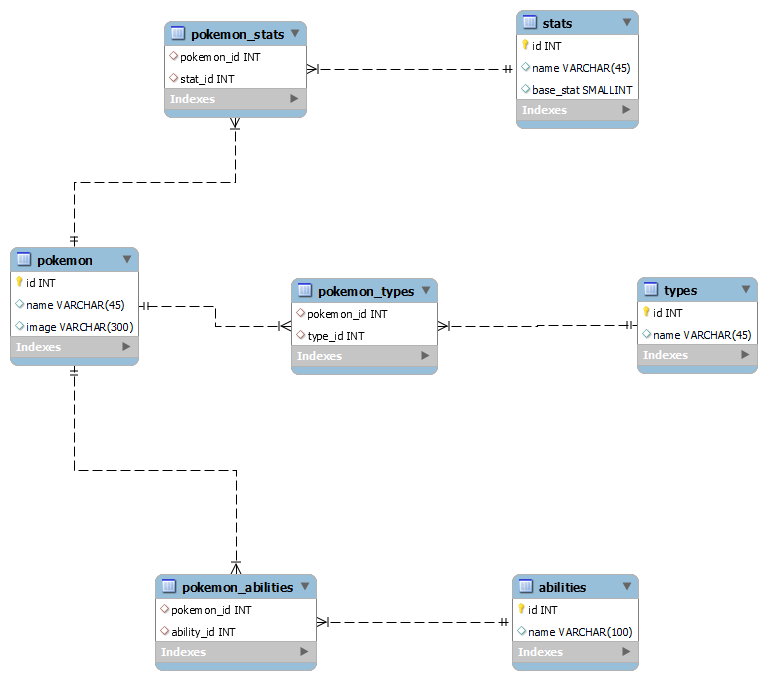 pokemon_stats
pokemon_id INT
stat_id INT
Indexes
stats
id INT
name VARCHAR(45)
base_stat SMALLINT
Indexes
pokemon
id INT
name VARCHAR(45)
image VARCHAR(300)
Indexes
pokemon_types
pokemon_id INT
type_id INT
Indexes
types
id INT
name VARCHAR(45)
Indexes
pokemon_abilities
pokemon_id INT
ability_id INT
Indexes
abilities
id INT
name VARCHAR(100)
Indexes